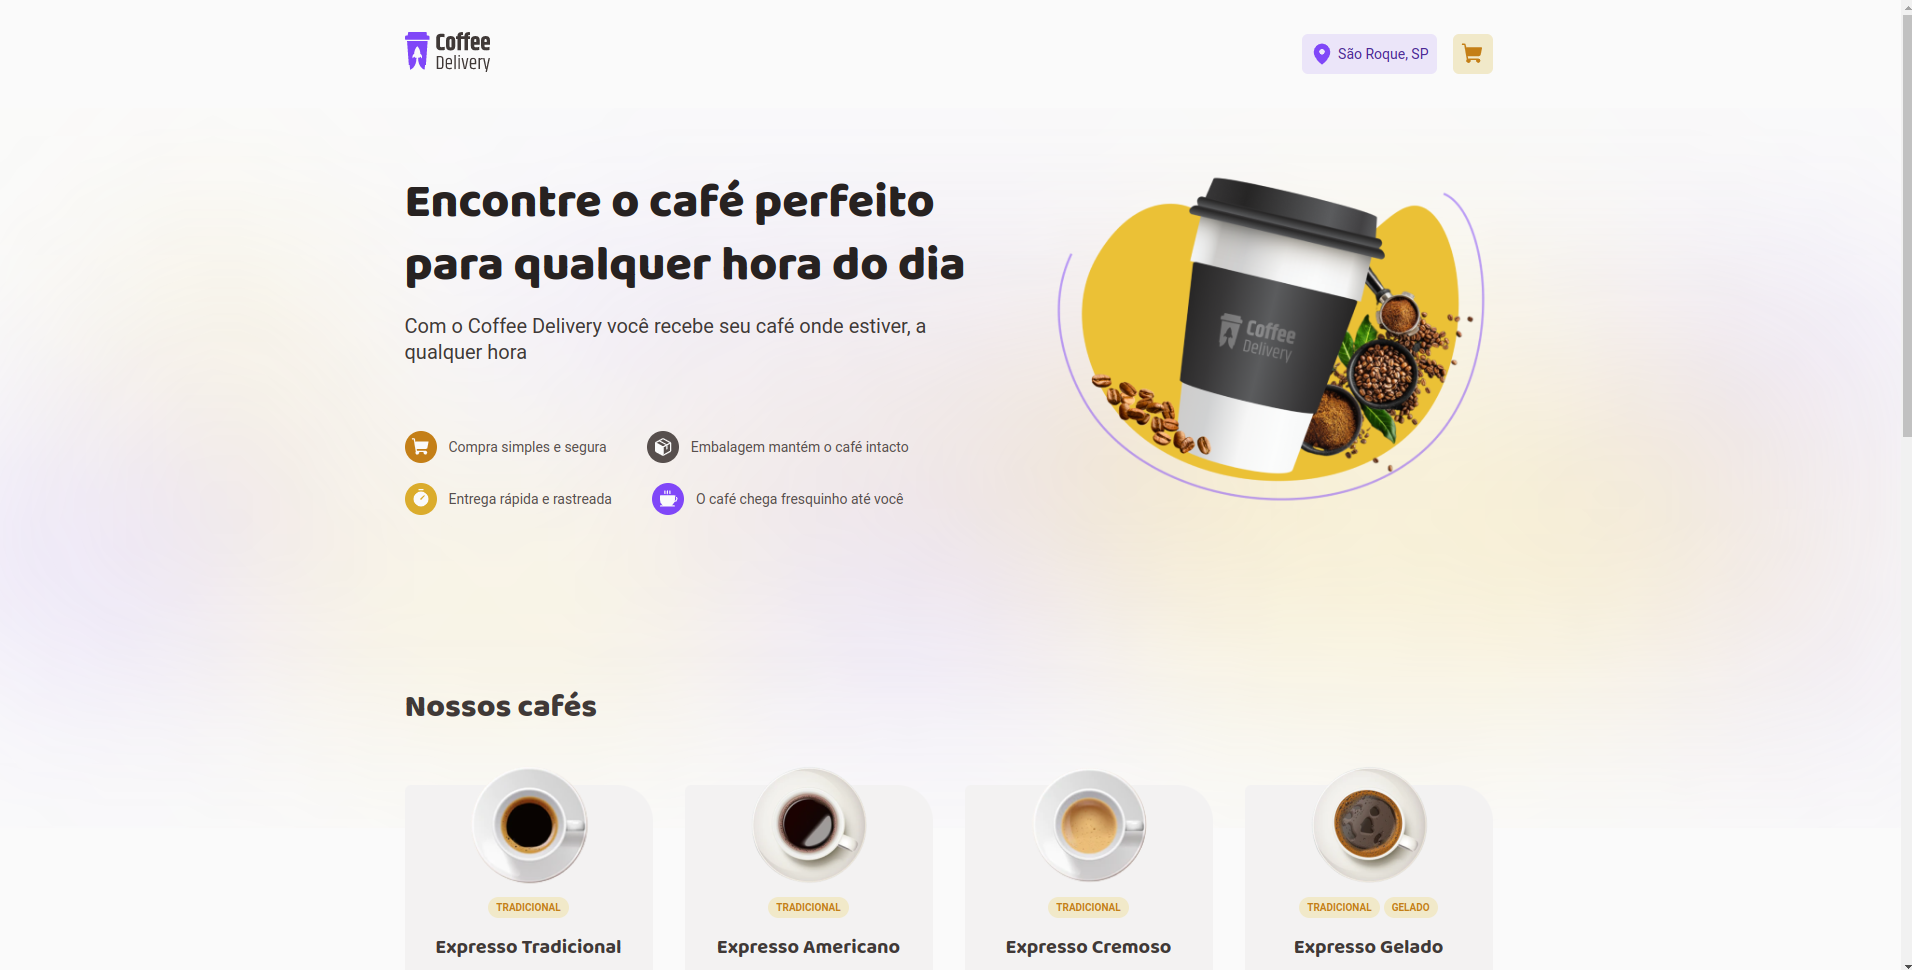 Coffee
Delivery
São Roque, SP
Encontre o café perfeito
para qualquer hora do dia
Com o Coffee Delivery você recebe seu café onde estiver, a
qualquer hora
Coffee
Delivery
Compra simples e segura
Embalagem mantém o café intacto
Entrega rápida e rastreada
O café chega fresquinho até você
Nossos cafés
TRADICIONAL
TRADICIONAL
TRADICIONAL
TRADICIONAL GELADO
Expresso Tradicional
Expresso Americano
Expresso Cremoso
Expresso Gelado